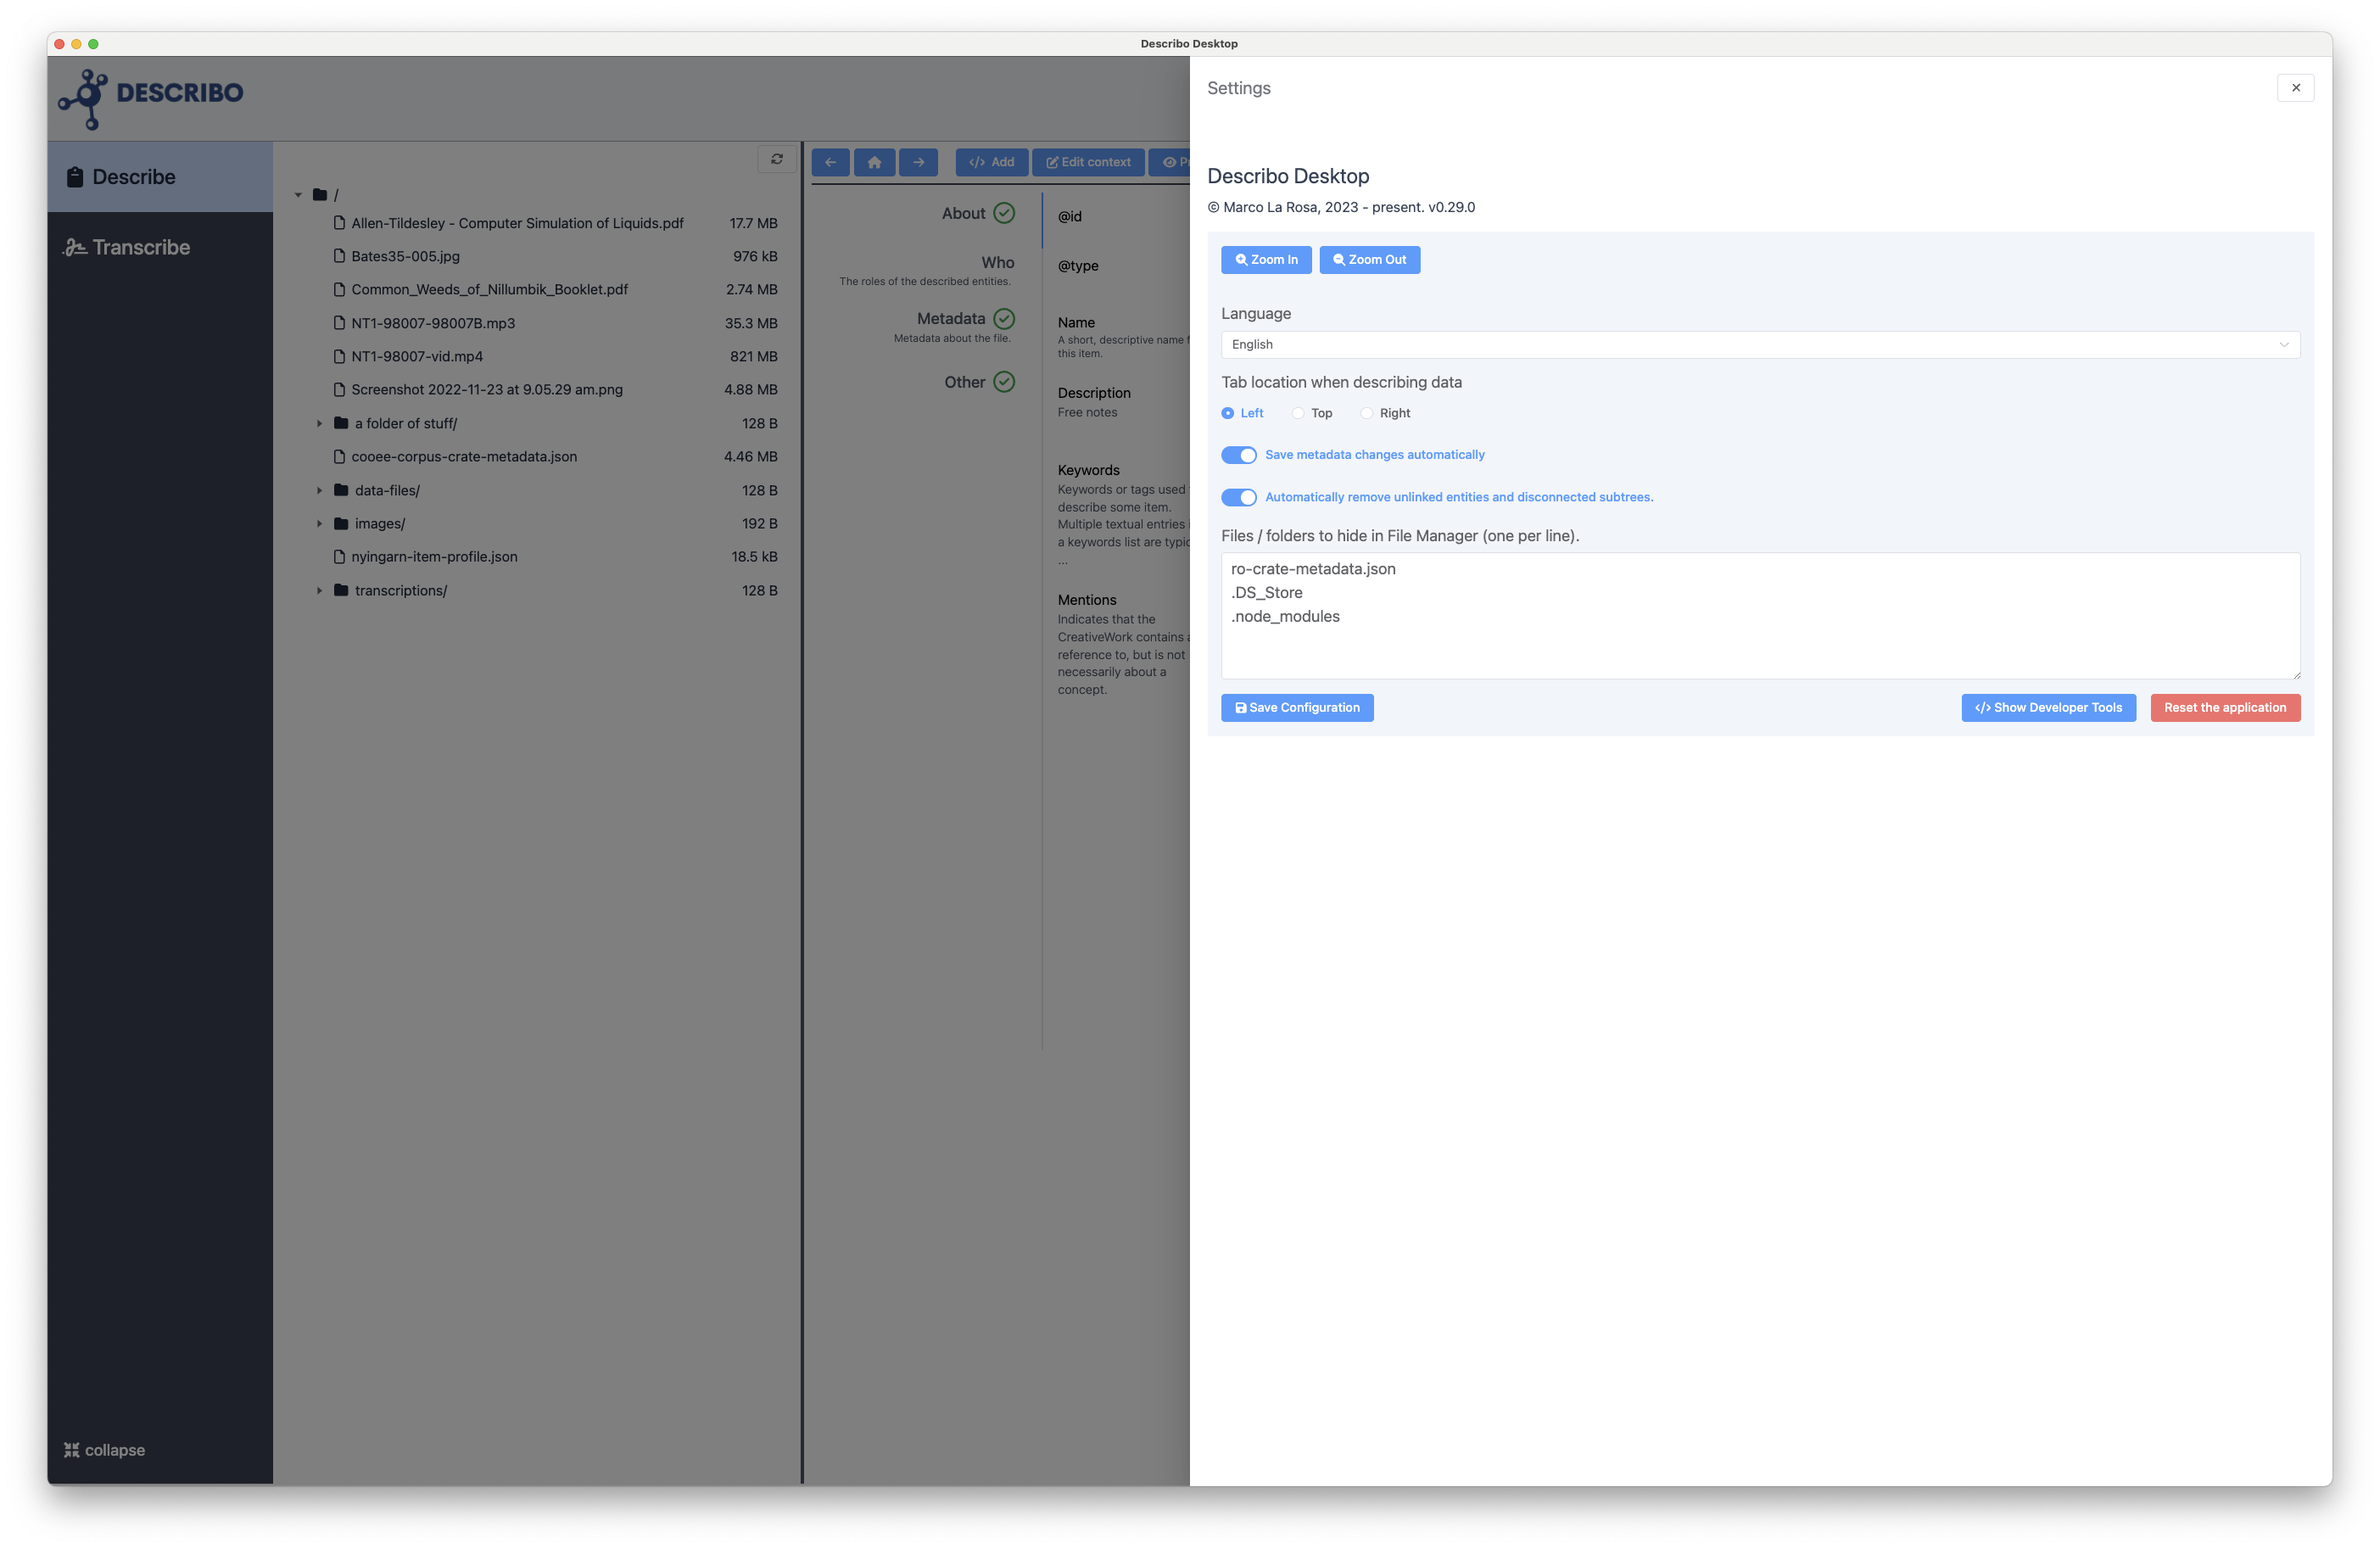 Describo Desktop
DESCRIBO
Describe
Transcribe
collapse
/
Allen-Tildesley - Computer Simulation of Liquids.pdf 17.7 MB
Bates35-005.jpg 976 kB
Common_Weeds_of_Nillumbik_Booklet.pdf 2.74 MB
NT1-98007-98007B.mp3 35.3 MB
NT1-98007-vid.mp4 821 MB
Screenshot 2022-11-23 at 9.05.29 am.png 4.88 MB
a folder of stuff/ 128 B
cooee-corpus-crate-metadata.json 4.46 MB
data-files/ 128 B
images/ 192 B
nyingarn-item-profile.json 18.5 kB
transcriptions/ 128 B
</> Add Edit context
About
Who
The roles of the described entities.
Metadata
Metadata about the file.
Other
@id
@type
Name
A short, descriptive name
this item.
Description
Free notes
Keywords
Keywords or tags used
describe some item.
Multiple textual entries
a keywords list are
...
Mentions
Indicates that the
CreativeWork contains
reference to, but is not
necessarily about a
concept.
Settings
Describo Desktop
© Marco La Rosa, 2023 - present. v0.29.0
Zoom In Zoom Out
Language
English
Tab location when describing data
Left Top Right
Save metadata changes automatically
Automatically remove unlinked entities and disconnected subtrees.
Files / folders to hide in File Manager (one per line).
ro-crate-metadata.json
.DS_Store
.node_modules
Save Configuration </> Show Developer Tools Reset the application